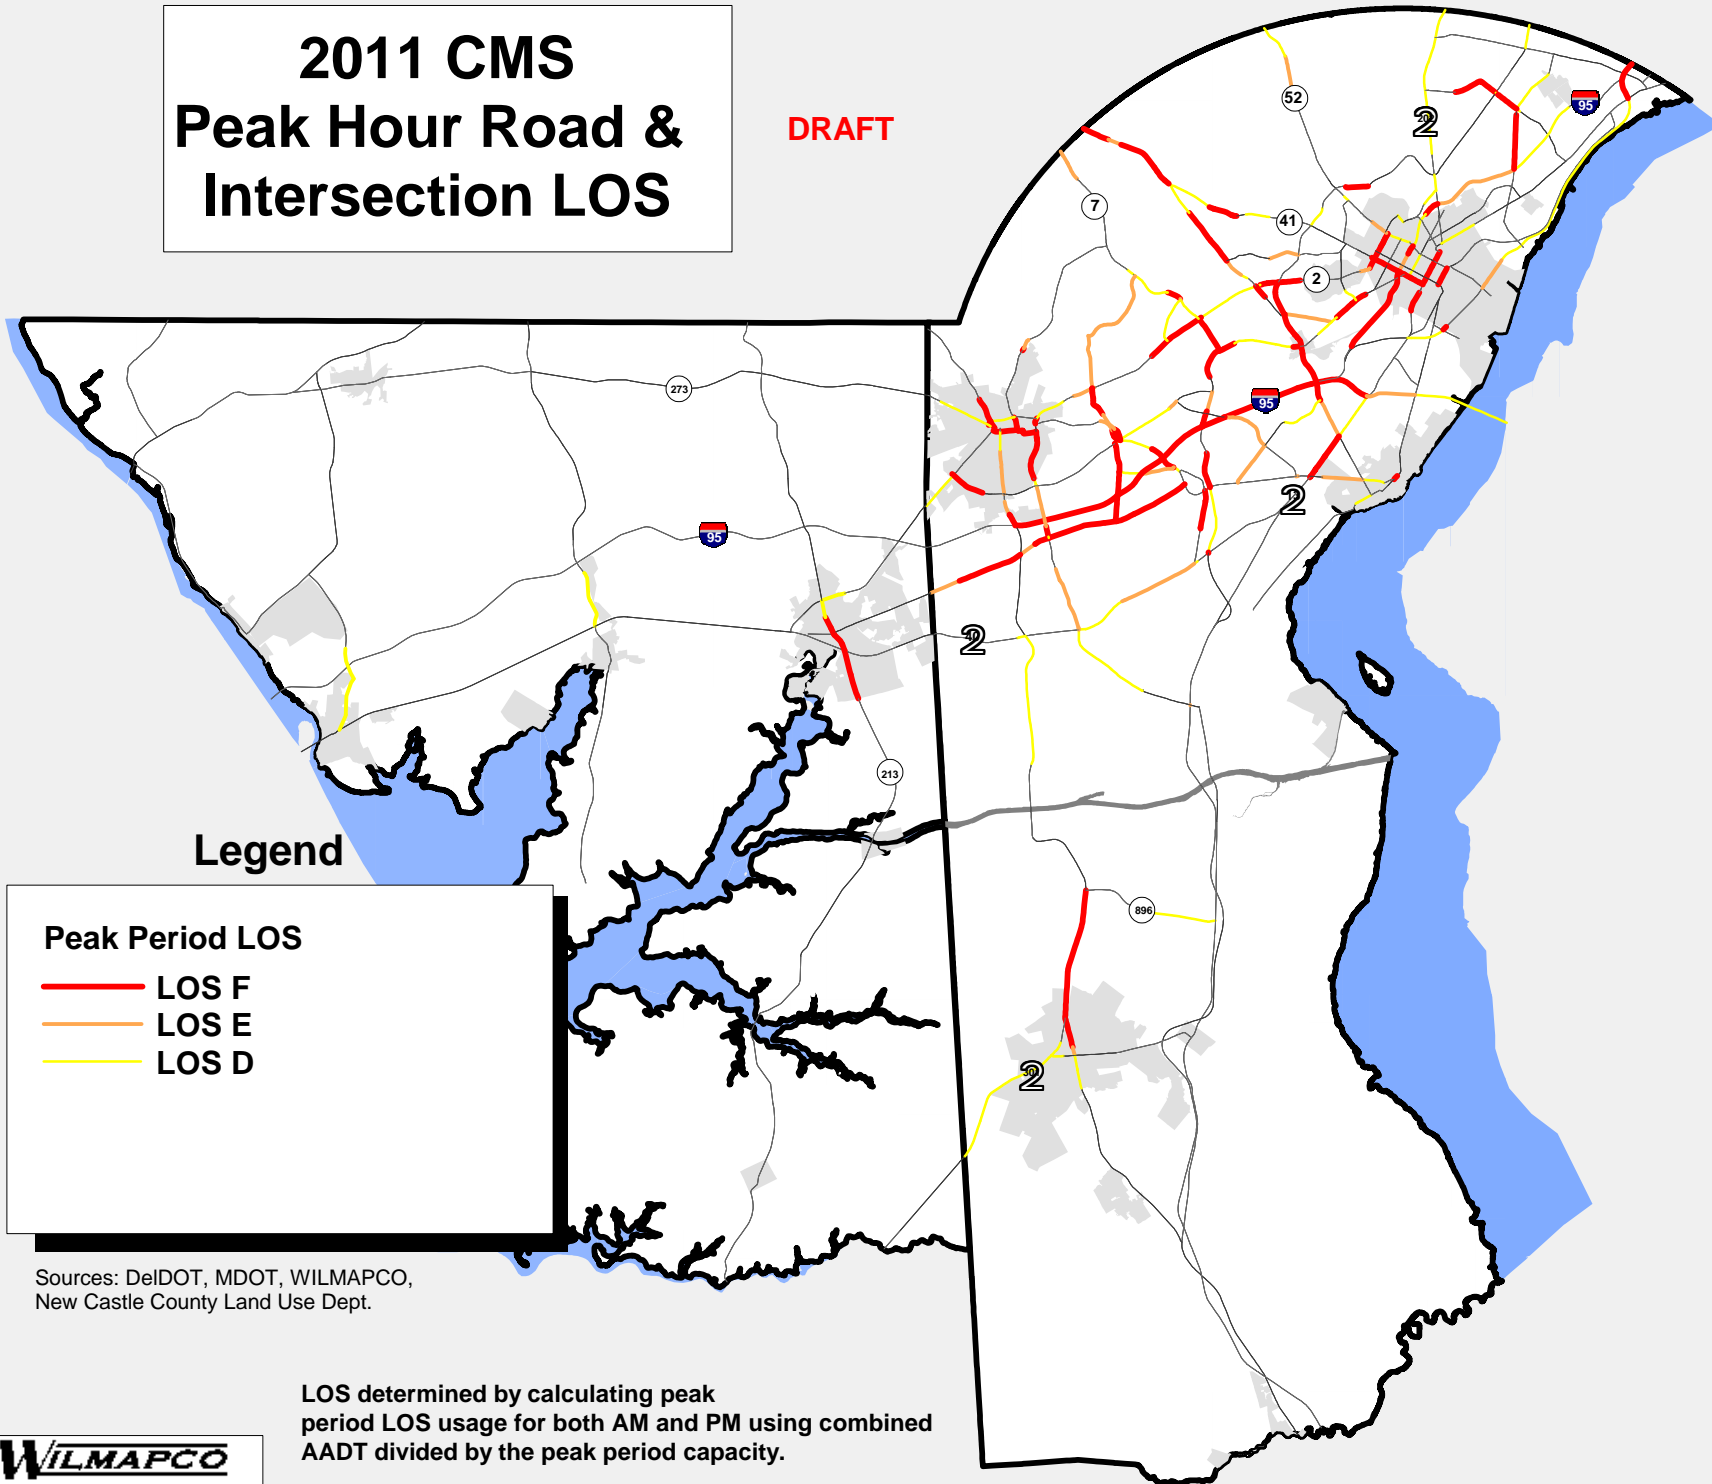 2011 CMS
Peak Hour Road &
Intersection LOS
DRAFT
52
95
2
7
41
2
273
95
2
95
2
213
896
2
Legend
Peak Period LOS
LOS F
LOS E
LOS D
Sources: DelDOT, MDOT, WILMAPCO,
New Castle County Land Use Dept.
LOS determined by calculating peak
period LOS usage for both AM and PM using combined
AADT divided by the peak period capacity.
WILMAPCO